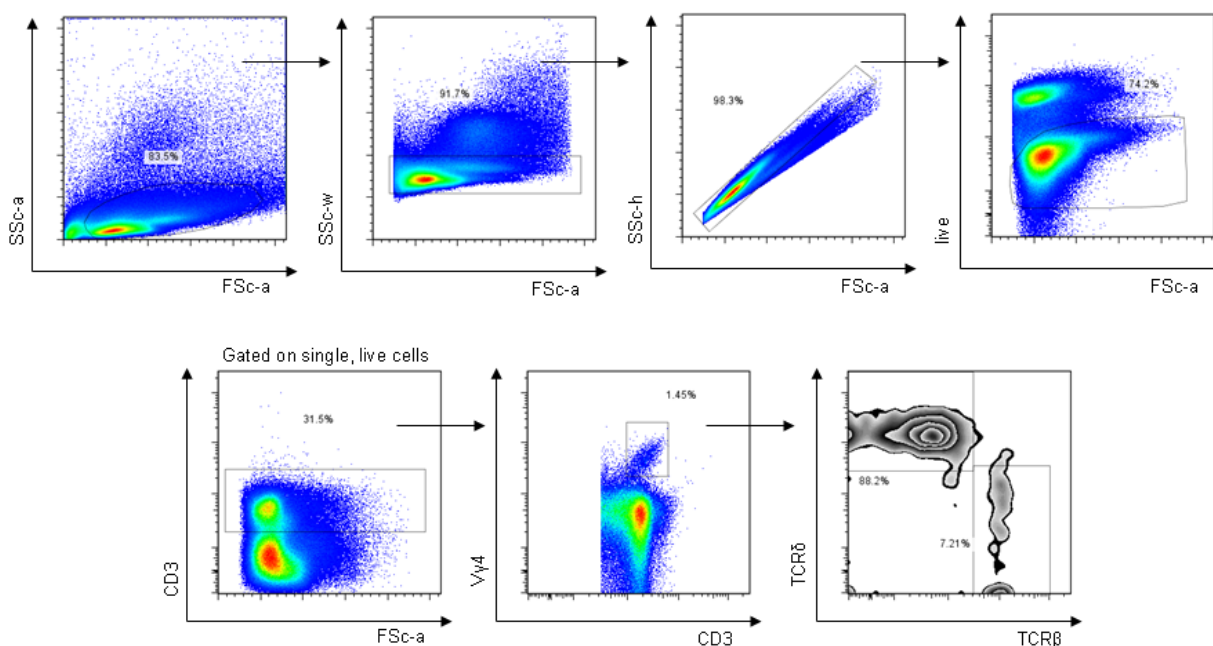 SSc-a
83.5%
FSc-a
SSc-w
91.7%
FSc-a
SSc-h
98.3%
FSc-a
live
74.2%
FSc-a
Gated on single, live cells
CD3
31.5%
FSc-a
Vγ4
1.45%
CD3
TCRδ
88.2%
7.21%
TCRß